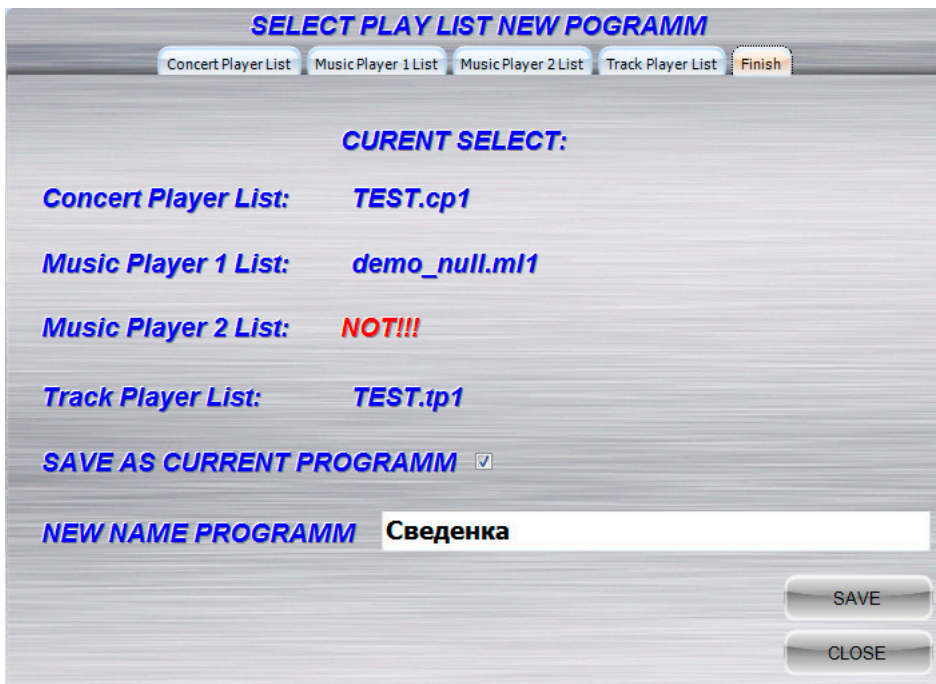 SELECT PLAY LIST NEW POGRAMM
Concert Player List Music Player 1 List Music Player 2 List Track Player List Finish
CURENT SELECT:
Concert Player List: TEST.cp1
Music Player 1 List: demo_null.ml1
Music Player 2 List: NOT!!!
Track Player List: TEST.tp1
SAVE AS CURRENT PROGRAMM
NEW NAME PROGRAMM Сведенка
SAVE
CLOSE